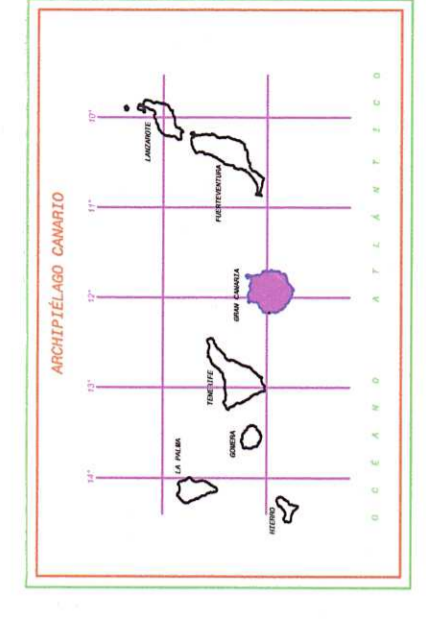 ARCHIPIÉLAGO CANARIO
14°
13°
12°
11°
10°
LA PALMA
LANZAROTE
TENERIFE
GOMERA
GRAN CANARIA
FUERTEVENTURA
HIERRO
OCÉANO ATLÁNTICO